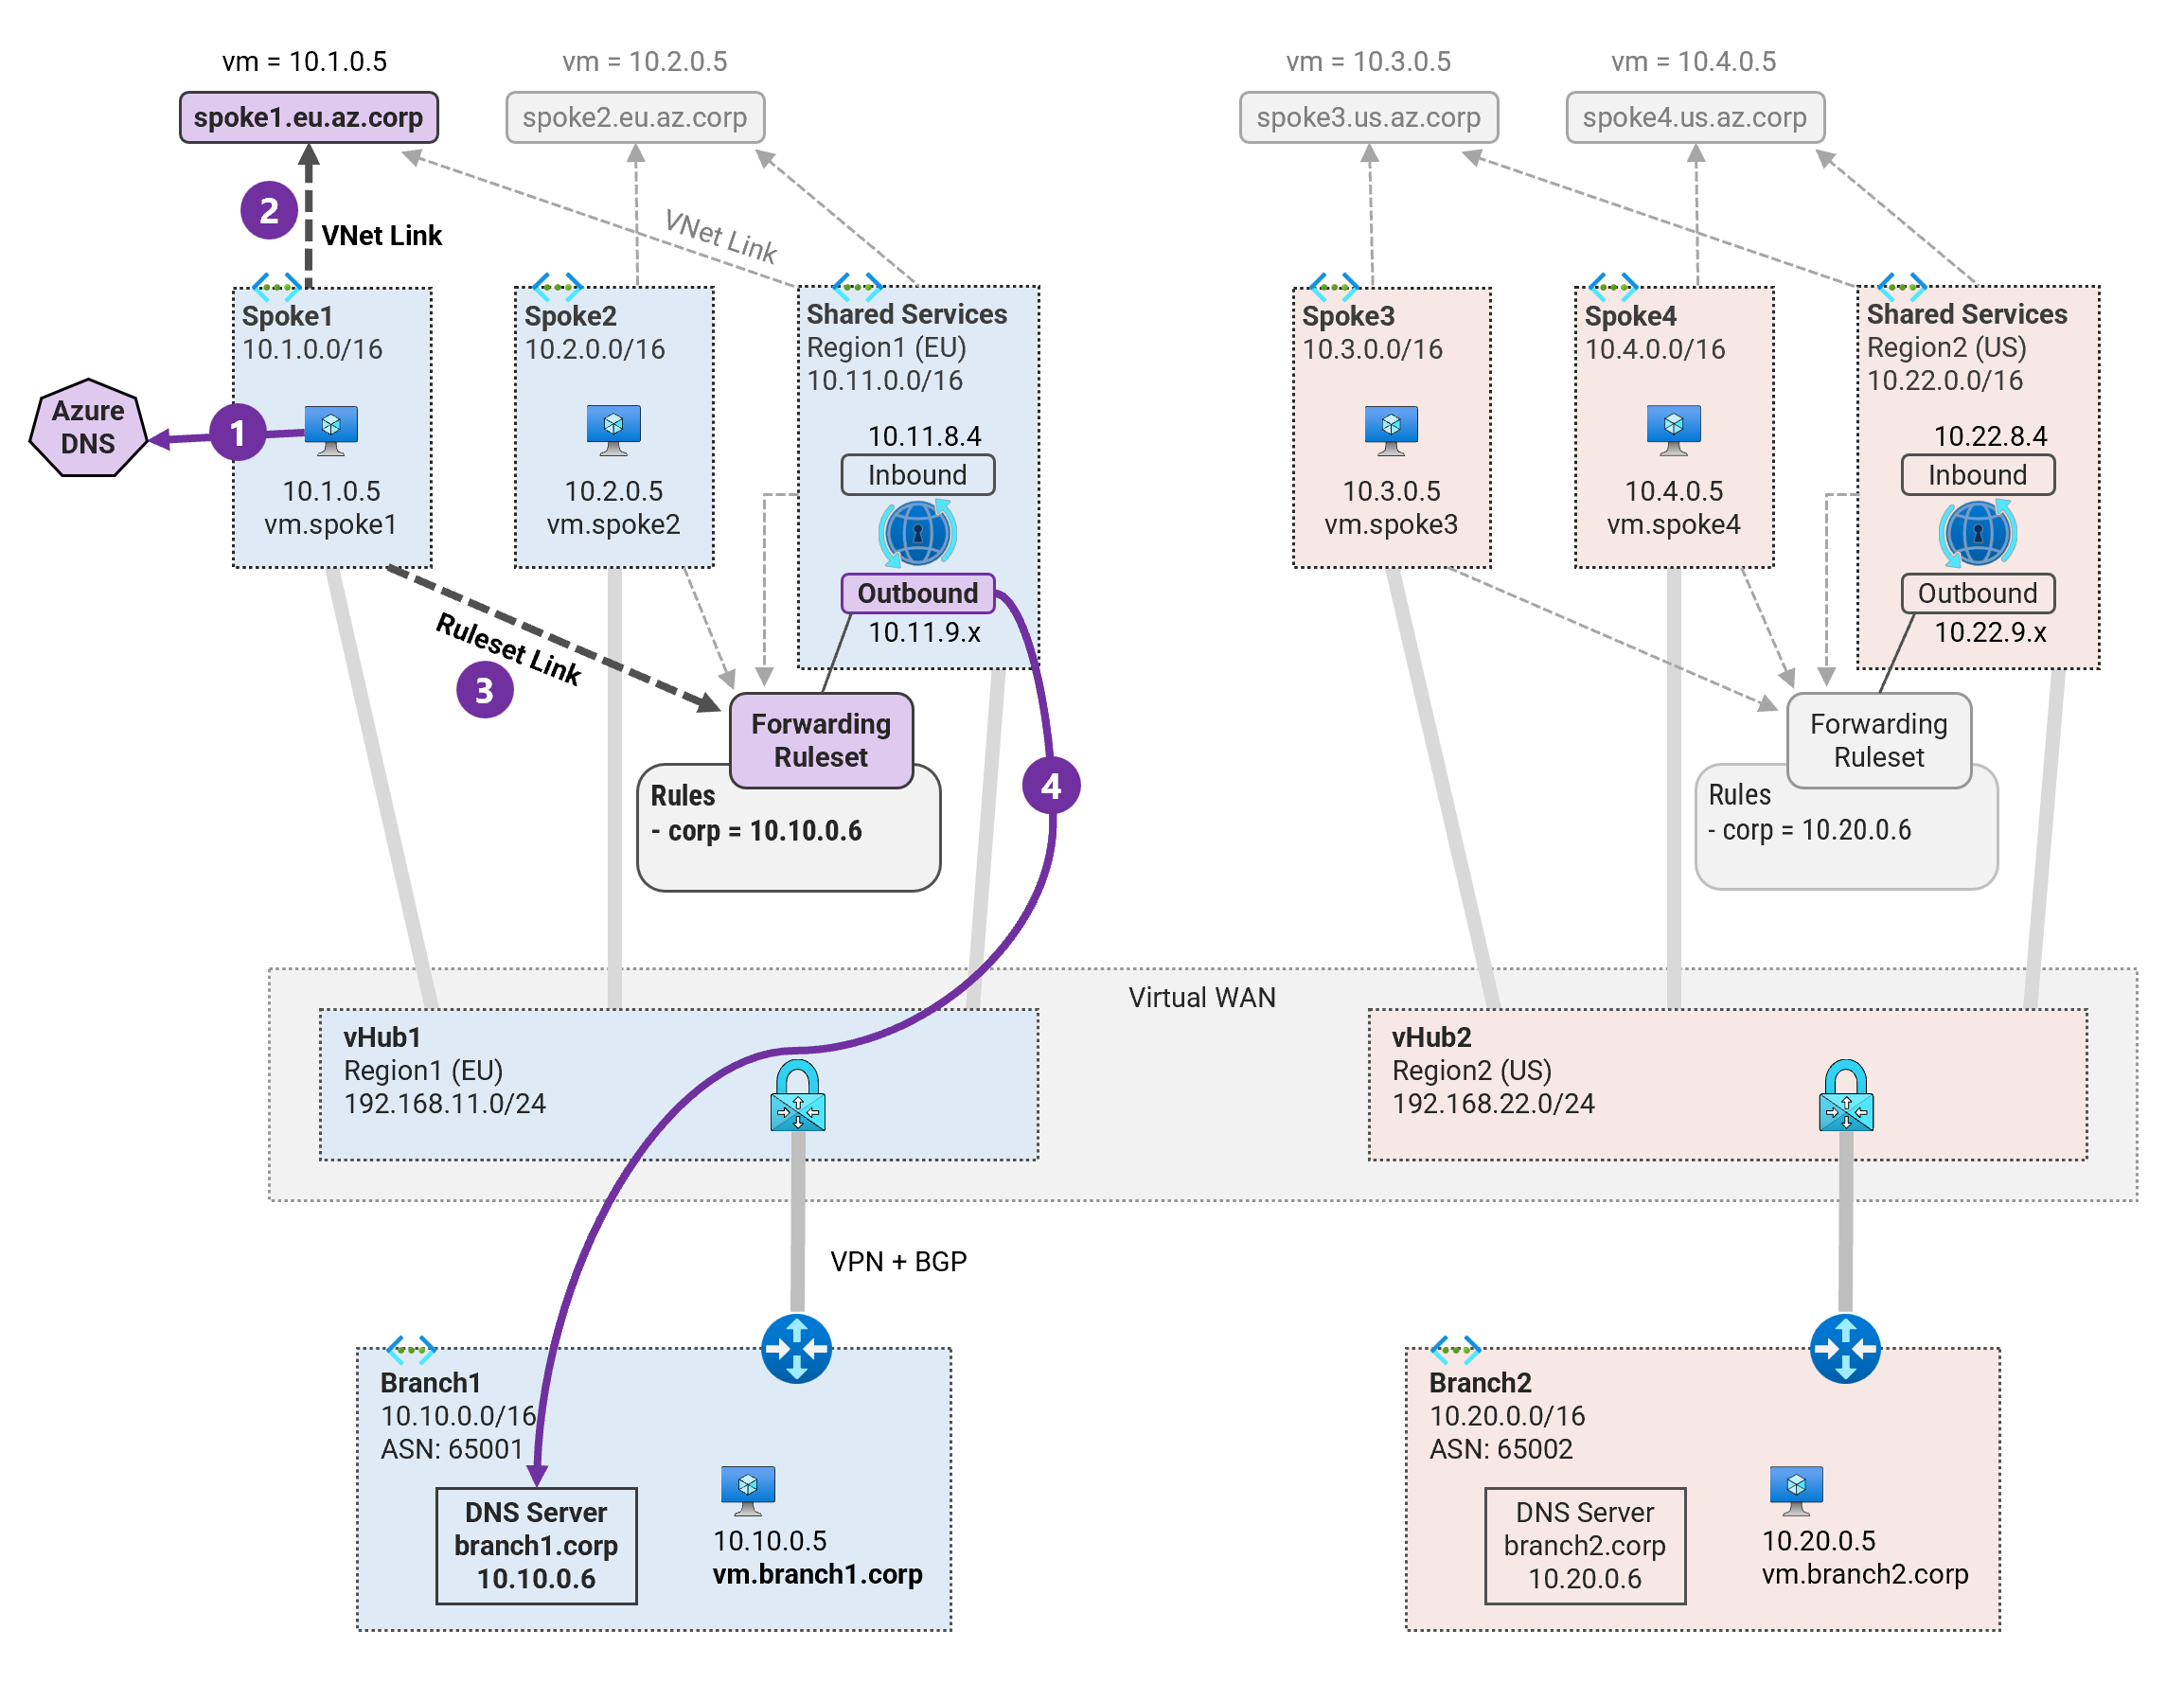 vm = 10.1.0.5
vm = 10.2.0.5
vm = 10.3.0.5
vm = 10.4.0.5
spoke1.eu.az.corp
spoke2.eu.az.corp
spoke3.us.az.corp
spoke4.us.az.corp
2
VNet Link
VNet Link
Spoke1
10.1.0.0/16
Spoke2
10.2.0.0/16
Shared Services
Region1 (EU)
10.11.0.0/16
Spoke3
10.3.0.0/16
Spoke4
10.4.0.0/16
Shared Services
Region2 (US)
10.22.0.0/16
Azure
DNS
1
10.1.0.5
vm.spoke1
10.2.0.5
vm.spoke2
10.11.8.4
Inbound
Outbound
10.11.9.x
10.3.0.5
vm.spoke3
10.4.0.5
vm.spoke4
10.22.8.4
Inbound
Outbound
10.22.9.x
Ruleset Link
3
Forwarding
Ruleset
Rules
- corp = 10.10.0.6
4
Forwarding
Ruleset
Rules
- corp = 10.20.0.6
Virtual WAN
vHub1
Region1 (EU)
192.168.11.0/24
vHub2
Region2 (US)
192.168.22.0/24
VPN + BGP
Branch1
10.10.0.0/16
ASN: 65001
DNS Server
branch1.corp
10.10.0.6
10.10.0.5
vm.branch1.corp
Branch2
10.20.0.0/16
ASN: 65002
DNS Server
branch2.corp
10.20.0.6
10.20.0.5
vm.branch2.corp